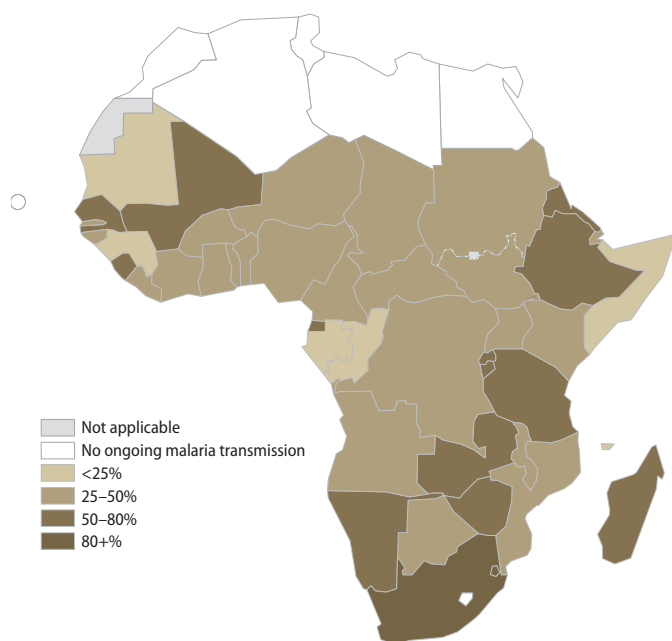 Not applicable
No ongoing malaria transmission
<25%
25–50%
50–80%
80+%